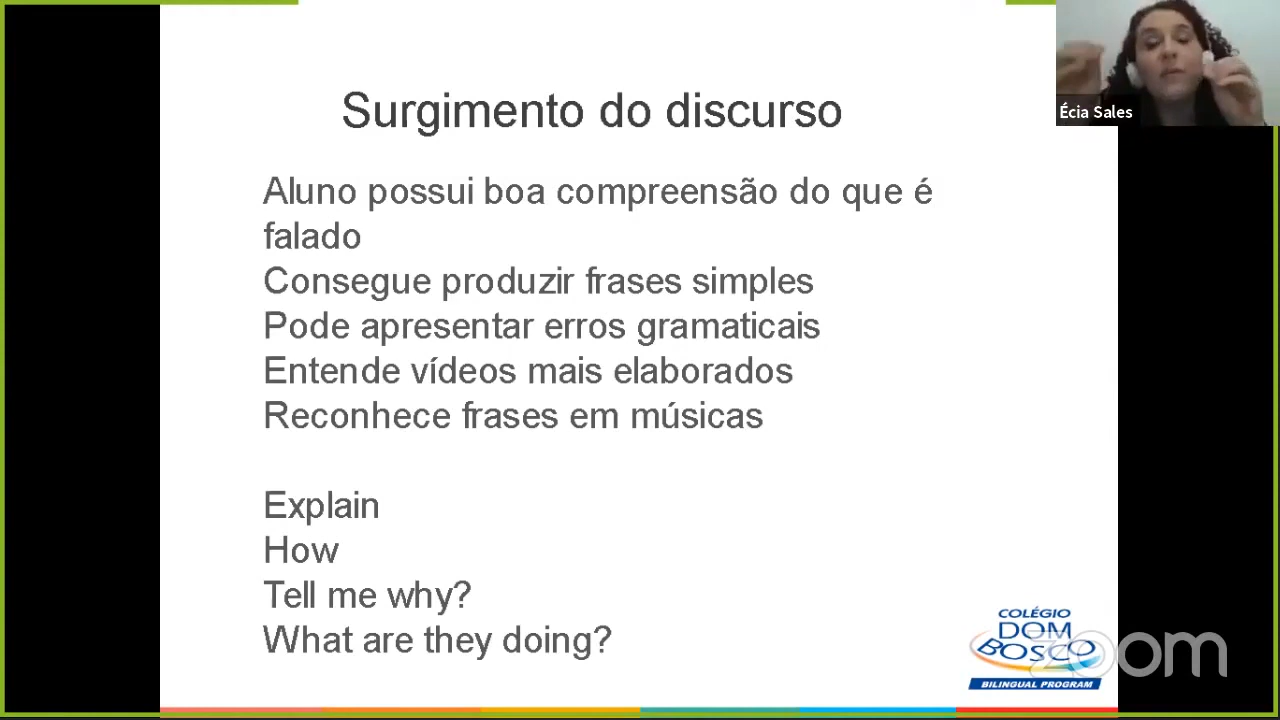 Surgimento do discurso
Écia Sales
Aluno possui boa compreensão do que é
falado
Consegue produzir frases simples
Pode apresentar erros gramaticais
Entende vídeos mais elaborados
Reconhece frases em músicas
Explain
How
Tell me why?
What are they doing?
COLÉGIO
DOM
BOSCO
BILINGUAL PROGRAM
zoom